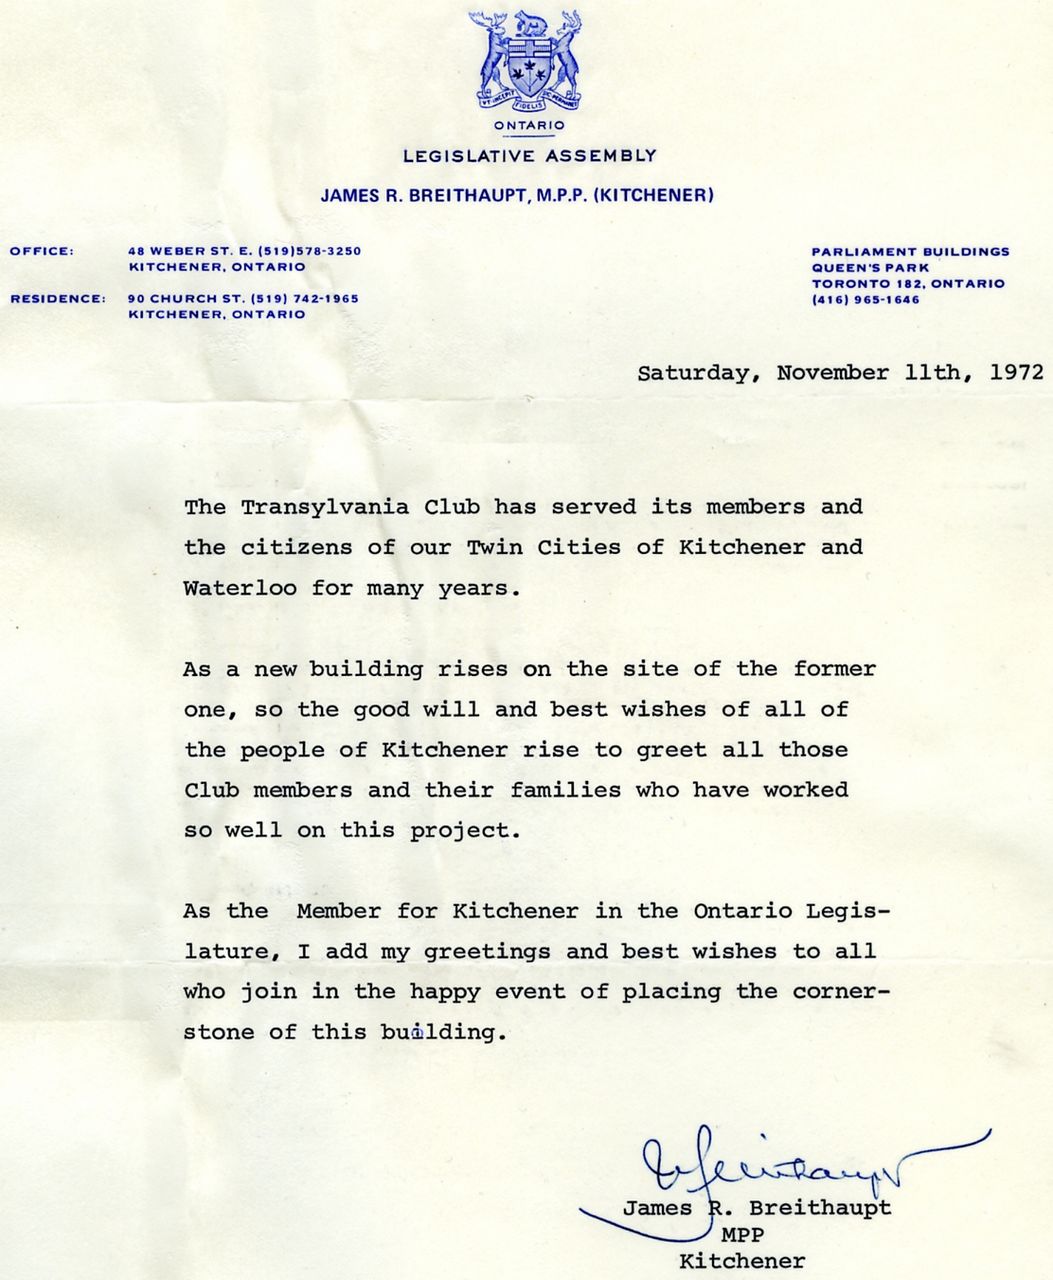 UT INCEPIT FIDELIS SIC PERMANET
ONTARIO
LEGISLATIVE ASSEMBLY
JAMES R. BREITHAUPT, M.P.P. (KITCHENER)
OFFICE: 48 WEBER ST. E. (519)578-3250
KITCHENER, ONTARIO
RESIDENCE: 90 CHURCH ST. (519) 742-1965
KITCHENER, ONTARIO
PARLIAMENT BUILDINGS
QUEEN'S PARK
TORONTO 182, ONTARIO
(416) 965-1646
Saturday, November 11th, 1972
The Transylvania Club has served its members and
the citizens of our Twin Cities of Kitchener and
Waterloo for many years.
As a new building rises on the site of the former
one, so the good will and best wishes of all of
the people of Kitchener rise to greet all those
Club members and their families who have worked
so well on this project.
As the Member for Kitchener in the Ontario Legis-
lature, I add my greetings and best wishes to all
who join in the happy event of placing the corner-
stone of this building.
James R. Breithaupt
MPP
Kitchener